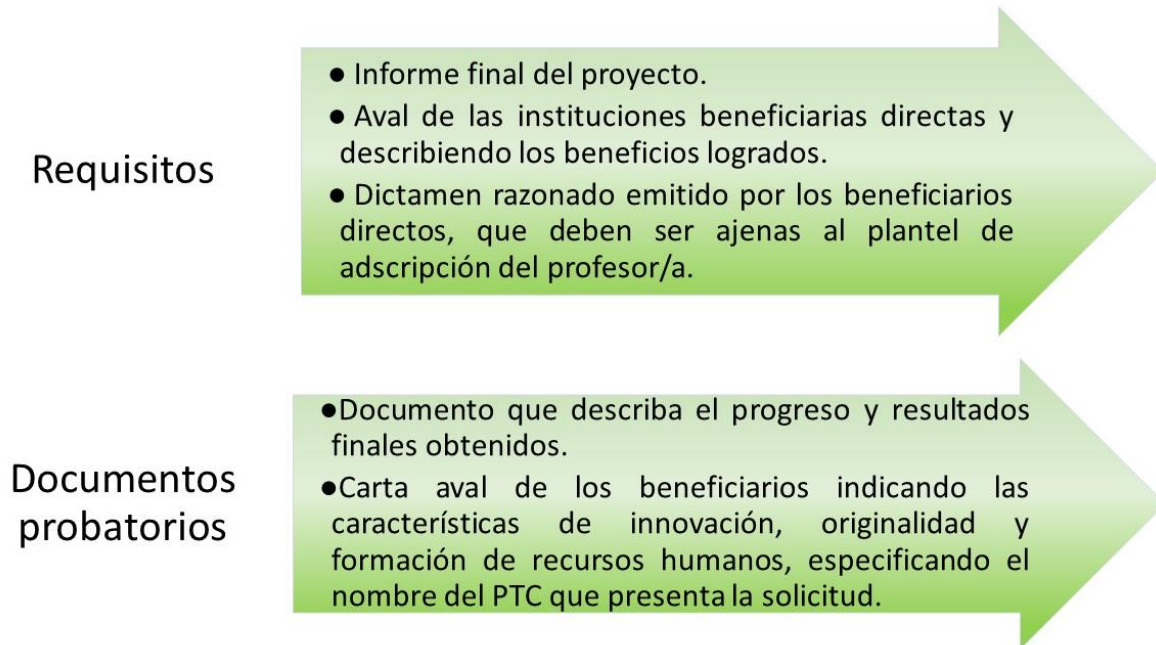 Requisitos
● Informe final del proyecto.
● Aval de las instituciones beneficiarias directas y
describiendo los beneficios logrados.
● Dictamen razonado emitido por los beneficiarios
directos, que deben ser ajenas al plantel de
adscripción del profesor/a.
Documentos
probatorios
●Documento que describa el progreso y resultados
finales obtenidos.
●Carta aval de los beneficiarios indicando las
características de innovación, originalidad y
formación de recursos humanos, especificando el
nombre del PTC que presenta la solicitud.